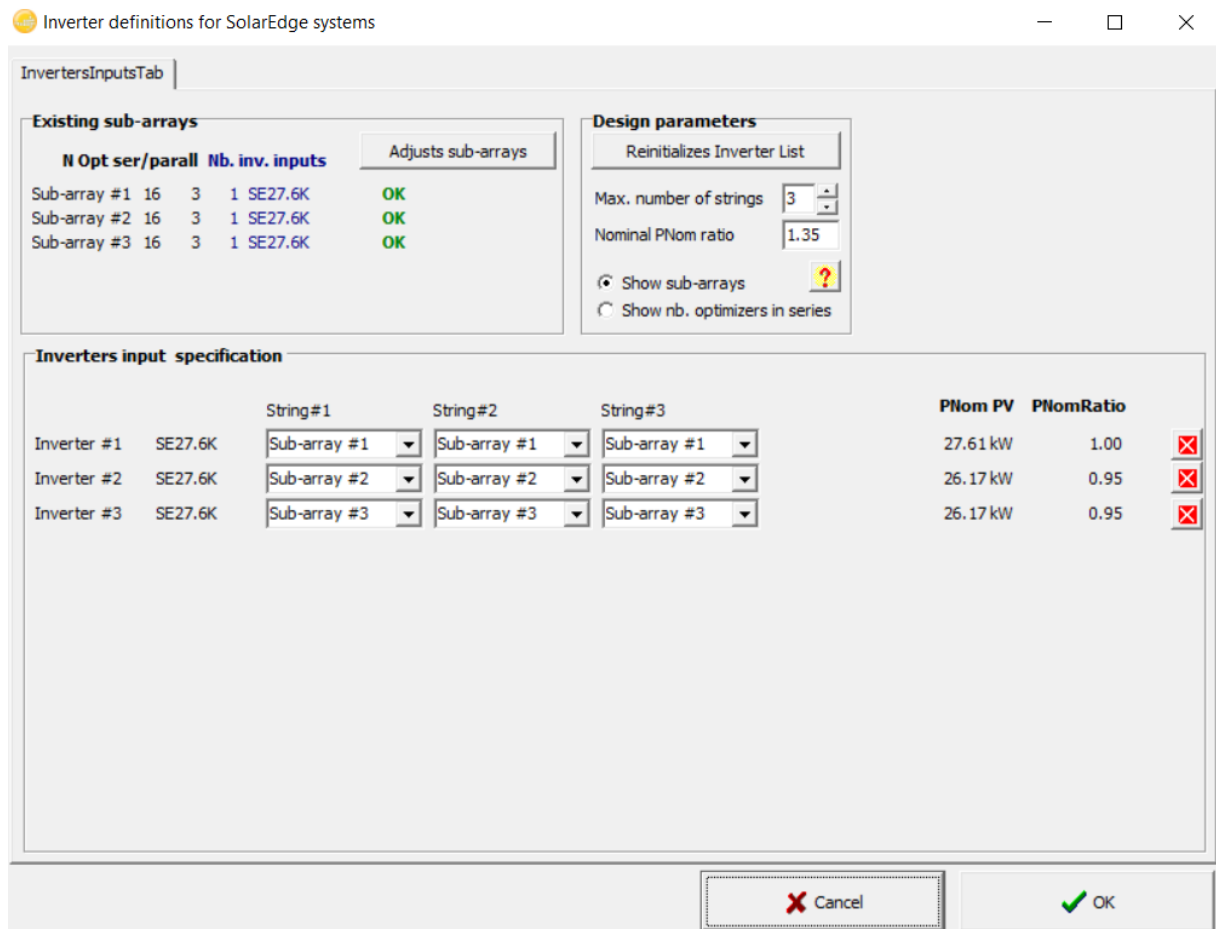 Inverter definitions for SolarEdge systems
InvertersInputsTab
Existing sub-arrays
Adjusts sub-arrays
N Opt ser/parall Nb. inv. inputs
Sub-array #1 16 3 1 SE27.6K OK
Sub-array #2 16 3 1 SE27.6K OK
Sub-array #3 16 3 1 SE27.6K OK
Design parameters
Reinitializes Inverter List
Max. number of strings 3
Nominal PNom ratio 1.35
?
Show sub-arrays
Show nb. optimizers in series
Inverters input specification
String#1 String#2 String#3 PNom PV PNomRatio
Inverter #1 SE27.6K Sub-array #1 Sub-array #1 Sub-array #1 27.61 kW 1.00
Inverter #2 SE27.6K Sub-array #2 Sub-array #2 Sub-array #2 26.17 kW 0.95
Inverter #3 SE27.6K Sub-array #3 Sub-array #3 Sub-array #3 26.17 kW 0.95
Cancel OK